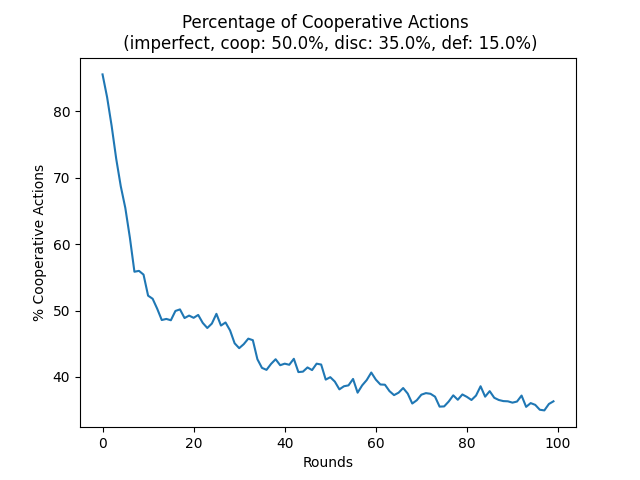 Percentage of Cooperative Actions
(imperfect, coop: 50.0%, disc: 35.0%, def: 15.0%)
% Cooperative Actions
80
70
60
50
40
0 20 40 60 80 100
Rounds